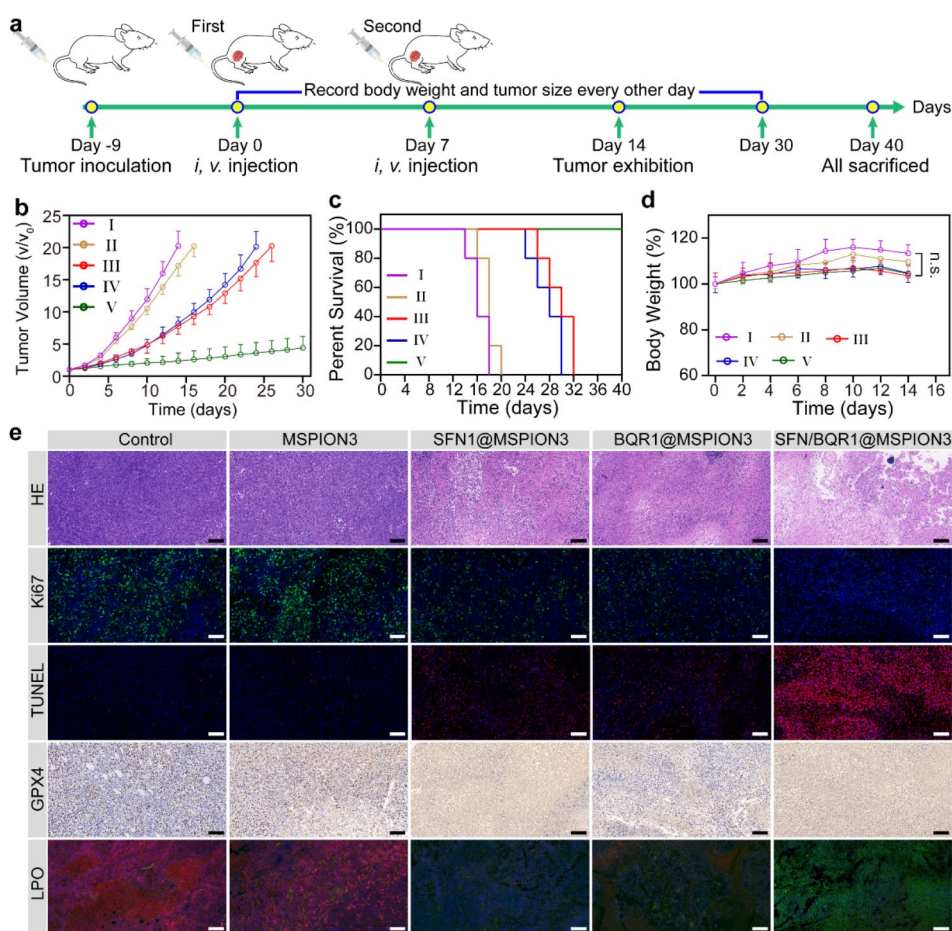 a
First
Second
Record body weight and tumor size every other day
Days
Day -9
Day 0
Day 7
Day 14
Day 30
Day 40
Tumor inoculation
i, v. injection
i, v. injection
Tumor exhibition
All sacrificed
b
Tumor Volume (v/v₀)
25
20
15
10
5
0
I
II
III
IV
V
0 5 10 15 20 25 30
Time (days)
c
Perent Survival (%)
100
80
60
40
20
0
I
II
III
IV
V
0 4 8 12 16 20 24 28 32 36 40
Time (days)
d
Body Weight (%)
120
100
80
60
n.s.
I II III
IV V
0 2 4 6 8 10 12 14 16
Time (days)
e
Control MSPION3 SFN1@MSPION3 BQR1@MSPION3 SFN/BQR1@MSPION3
HE
Ki67
TUNEL
GPX4
LPO